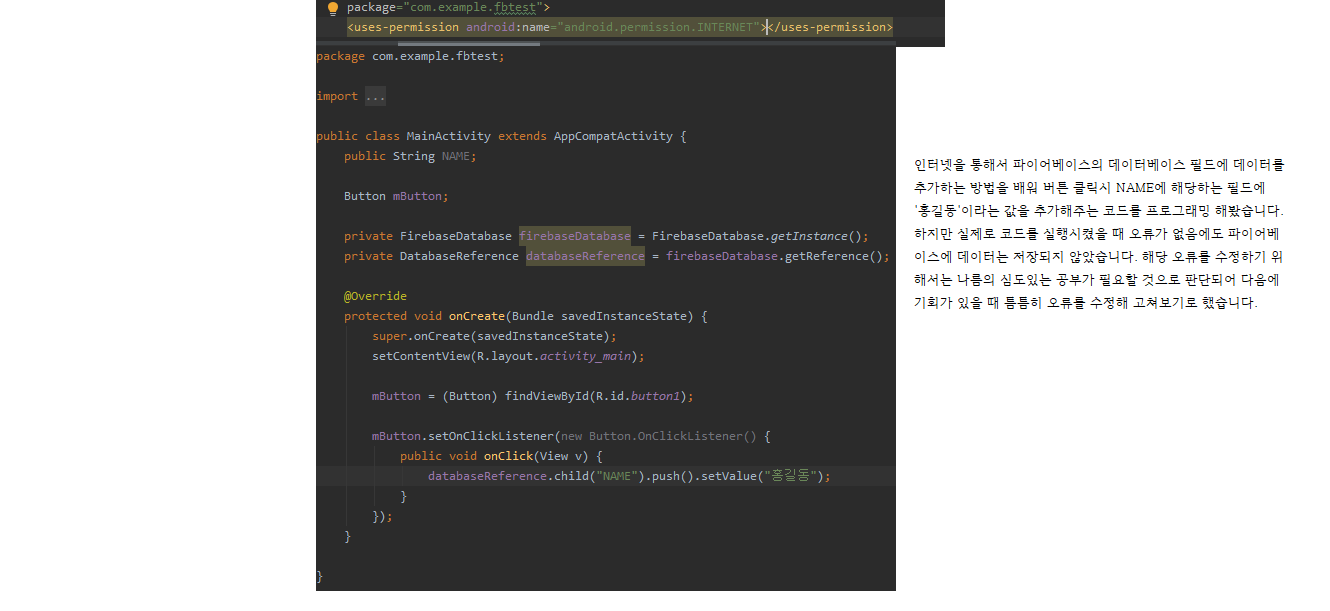 package="com.example.fbtest">
<uses-permission android:name="android.permission.INTERNET"></uses-permission>
package com.example.fbtest;
import ...
public class MainActivity extends AppCompatActivity {
public String NAME;
Button mButton;
private FirebaseDatabase firebaseDatabase = FirebaseDatabase.getInstance();
private DatabaseReference databaseReference = firebaseDatabase.getReference();
@Override
protected void onCreate(Bundle savedInstanceState) {
super.onCreate(savedInstanceState);
setContentView(R.layout.activity_main);
mButton = (Button) findViewById(R.id.button1);
mButton.setOnClickListener(new Button.OnClickListener() {
public void onClick(View v) {
databaseReference.child("NAME").push().setValue("홍길동");
}
});
}
}
인터넷을 통해서 파이어베이스의 데이터베이스 필드에 데이터를
추가하는 방법을 배워 버튼 클릭시 NAME에 해당하는 필드에
'홍길동'이라는 값을 추가해주는 코드를 프로그래밍 해봤습니다.
하지만 실제로 코드를 실행시켰을 때 오류가 없음에도 파이어베
이스에 데이터는 저장되지 않았습니다. 해당 오류를 수정하기 위
해서는 나름의 심도있는 공부가 필요할 것으로 판단되어 다음에
기회가 있을 때 틈틈히 오류를 수정해 고쳐보기로 했습니다.